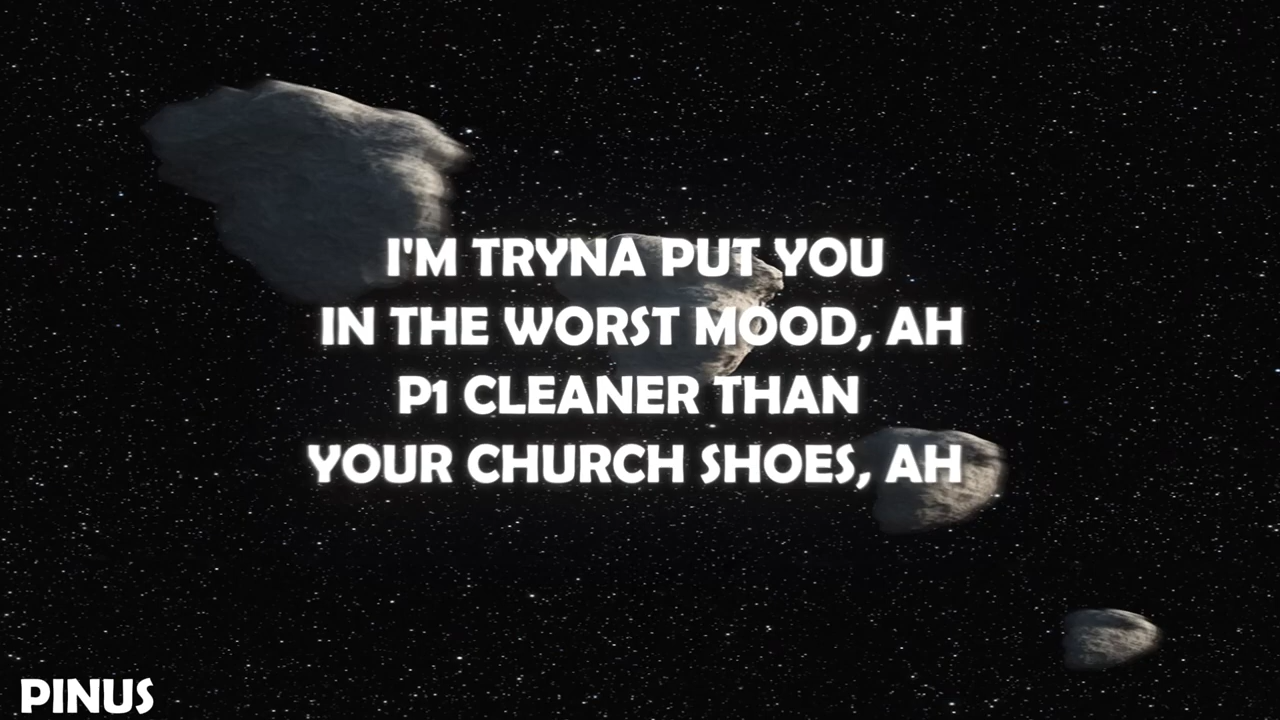 I'M TRYNA PUT YOU
IN THE WORST MOOD, AH
P1 CLEANER THAN
YOUR CHURCH SHOES, AH
PINUS